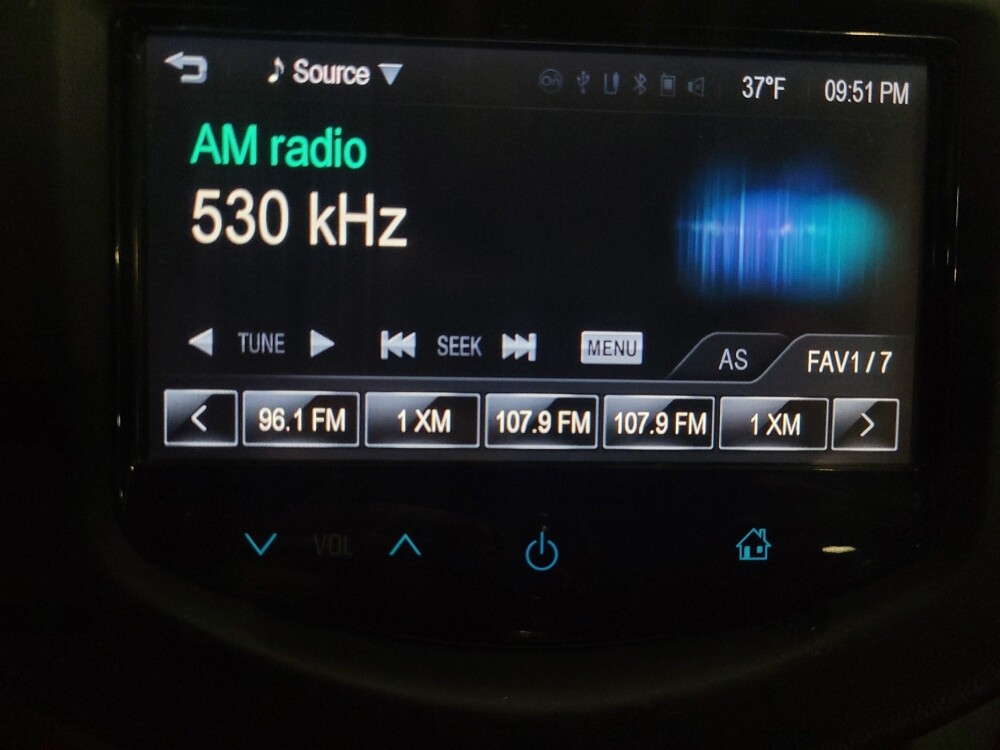 Source 37°F 09:51 PM
AM radio
530 kHz
TUNE SEEK MENU AS FAV1 / 7
< 96.1 FM 1 XM 107.9 FM 107.9 FM 1 XM >
VOL